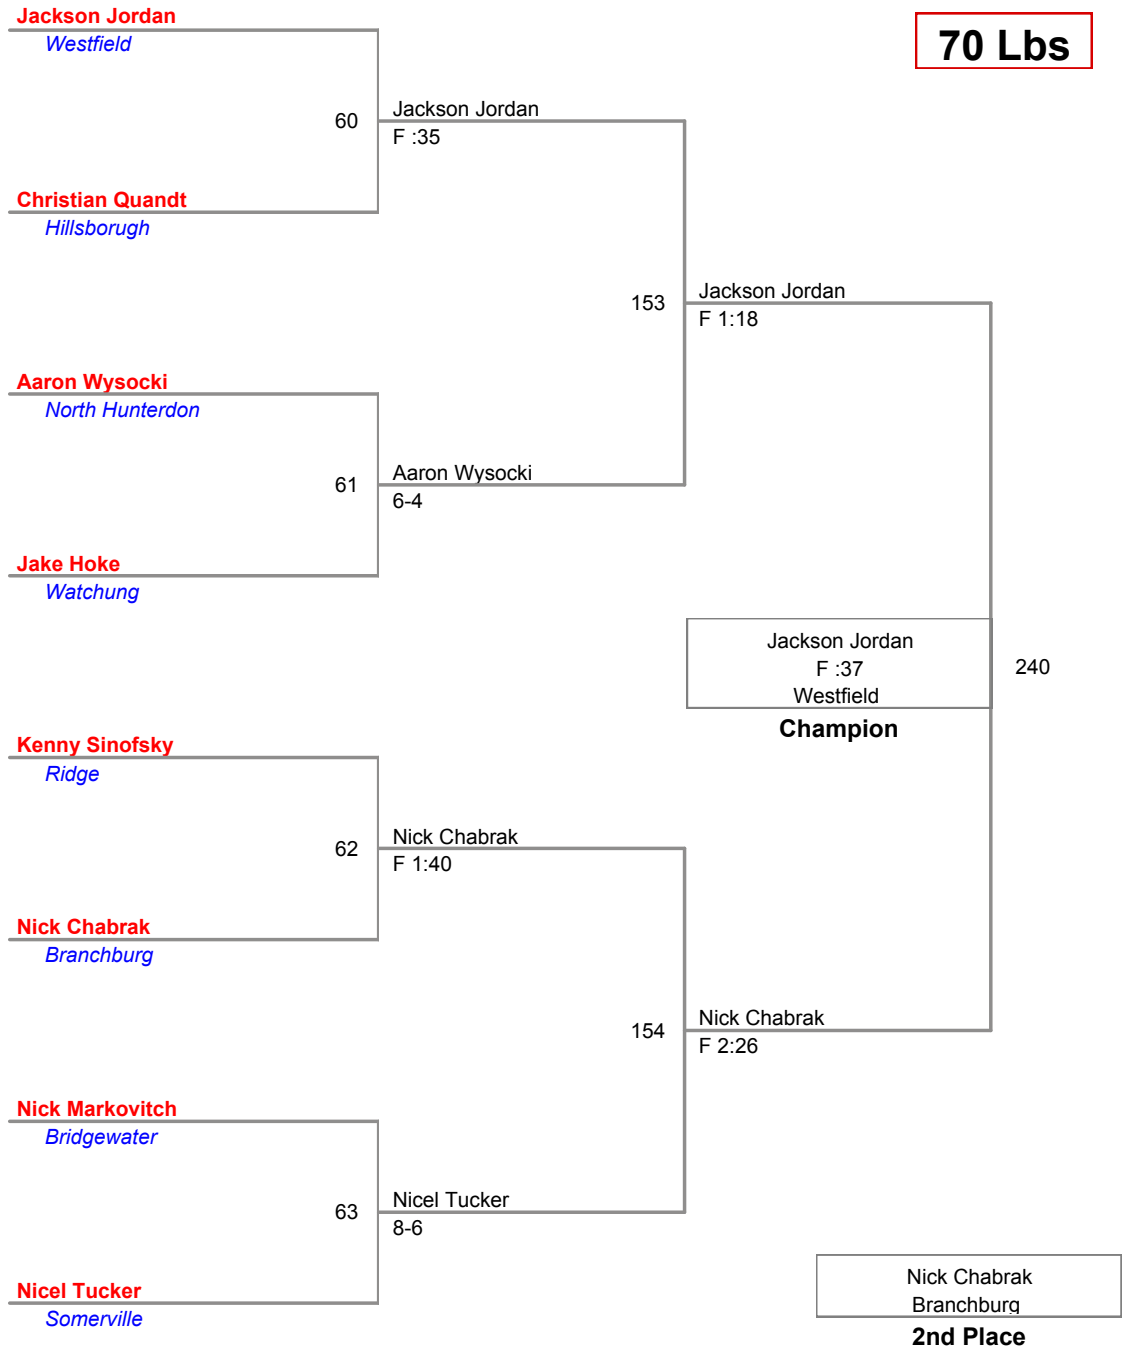 Jackson Jordan
Westfield
70 Lbs
60
Jackson Jordan
F :35
Christian Quandt
Hillsborugh
153
Jackson Jordan
F 1:18
Aaron Wysocki
North Hunterdon
61
Aaron Wysocki
6-4
Jake Hoke
Watchung
Jackson Jordan
F :37
Westfield
240
Champion
Kenny Sinofsky
Ridge
62
Nick Chabrak
F 1:40
Nick Chabrak
Branchburg
154
Nick Chabrak
F 2:26
Nick Markovitch
Bridgewater
63
Nicel Tucker
8-6
Nicel Tucker
Somerville
Nick Chabrak
Branchburg
2nd Place